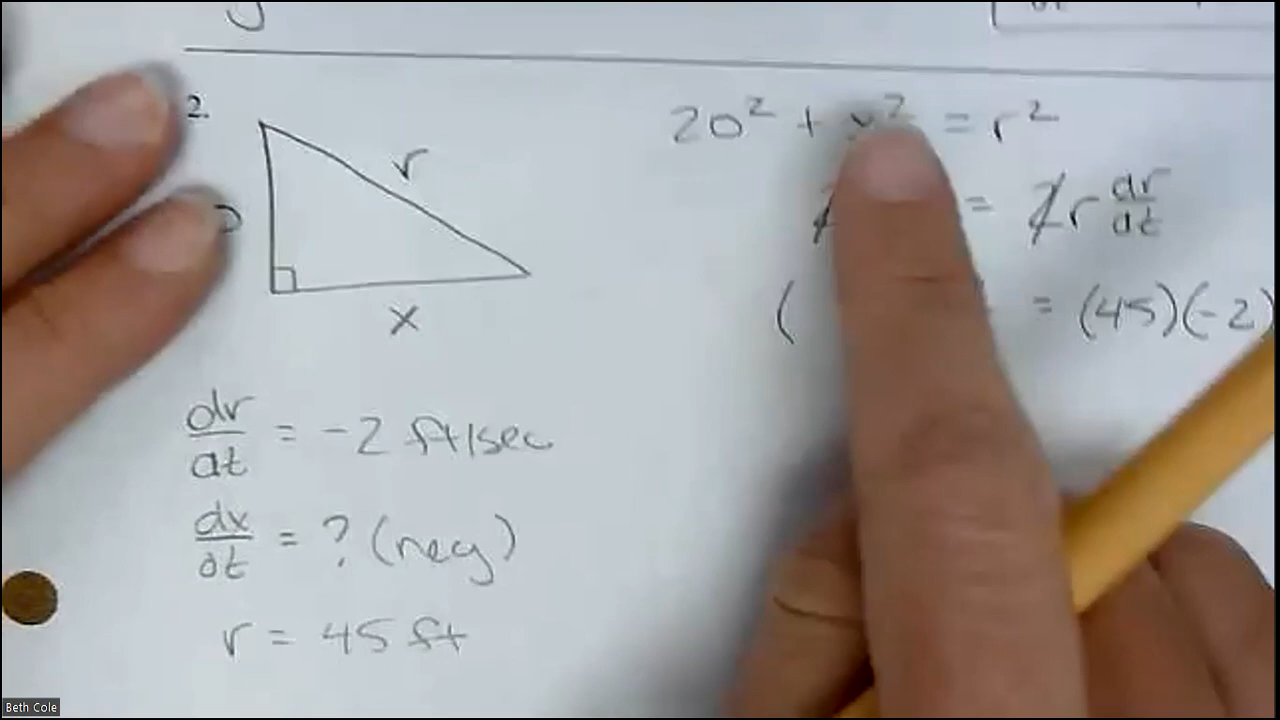 2.
20² + x² = r²
r
= 2r dr/dt
x
( = (45)(-2)
dr/dt = -2 ft/sec
dx/dt = ? (neg)
r = 45 ft
Beth Cole